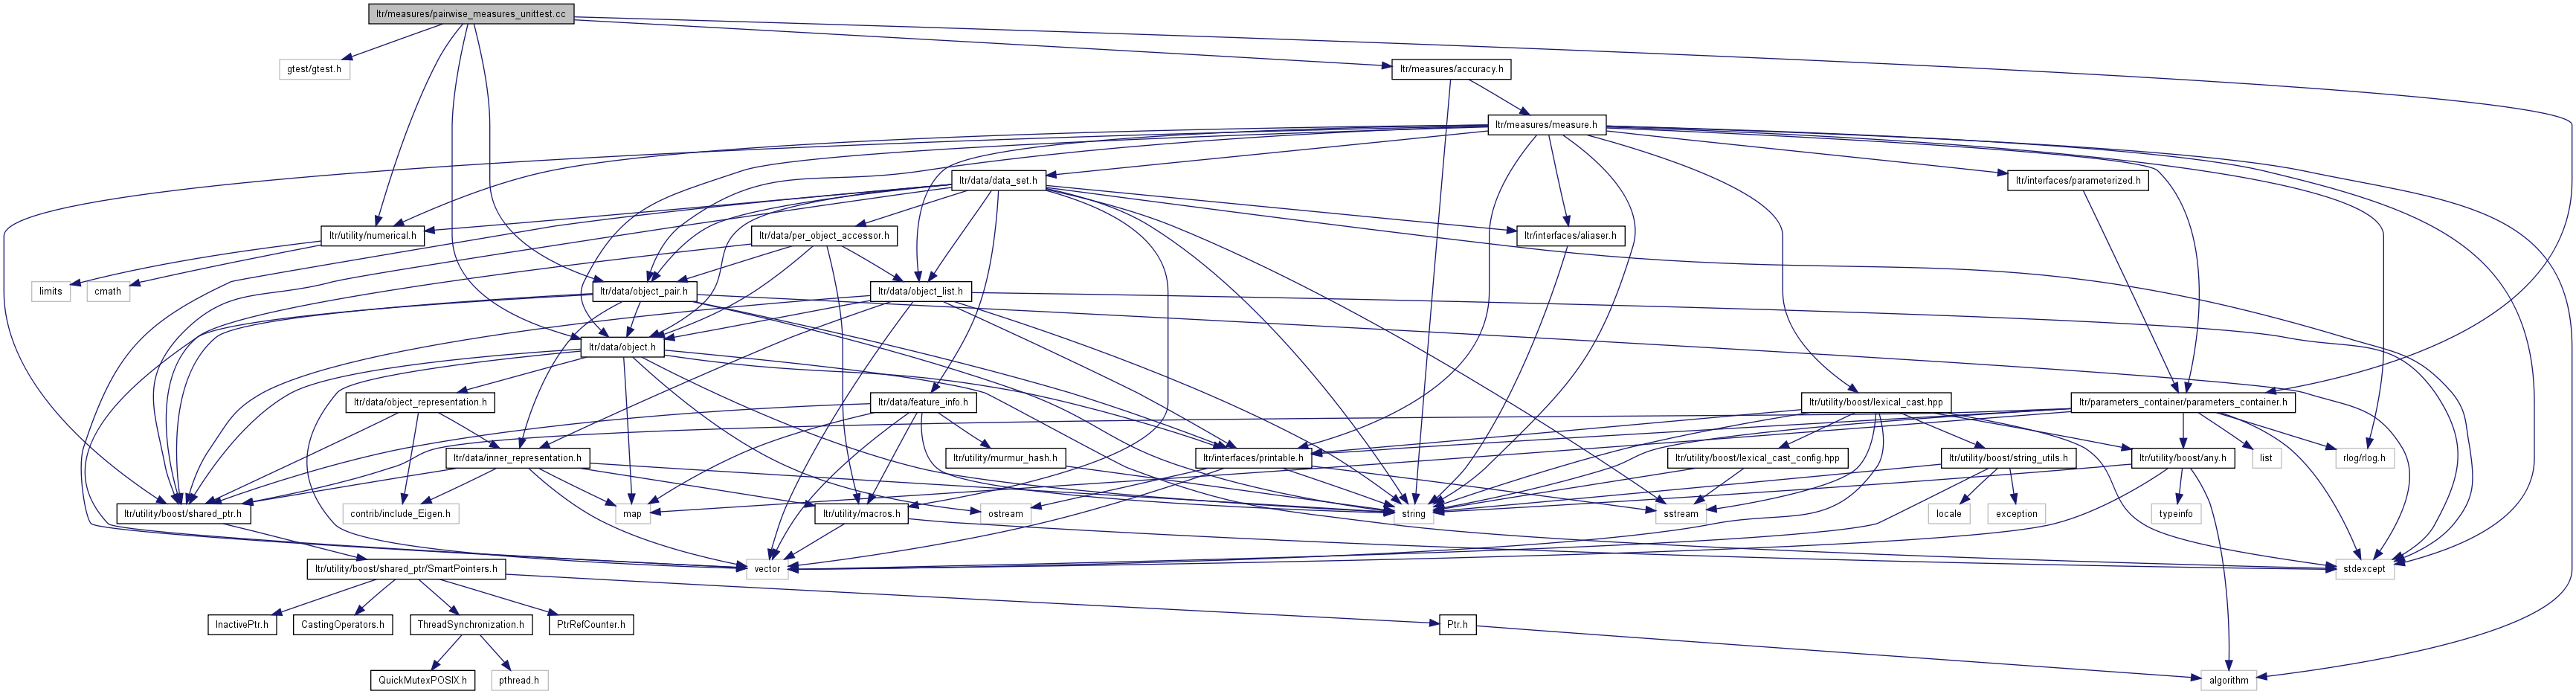 ltr/measures/pairwise_measures_unittest.cc
gtest/gtest.h
ltr/measures/accuracy.h
ltr/measures/measure.h
ltr/data/data_set.h
ltr/interfaces/parameterized.h
ltr/utility/numerical.h
ltr/data/per_object_accessor.h
ltr/interfaces/aliaser.h
limits
cmath
ltr/data/object_pair.h
ltr/data/object_list.h
ltr/data/object.h
ltr/data/object_representation.h
ltr/data/feature_info.h
ltr/utility/boost/lexical_cast.hpp
ltr/parameters_container/parameters_container.h
ltr/data/inner_representation.h
ltr/utility/murmur_hash.h
ltr/interfaces/printable.h
ltr/utility/boost/lexical_cast_config.hpp
ltr/utility/boost/string_utils.h
ltr/utility/boost/any.h
list
rlog/rlog.h
ltr/utility/boost/shared_ptr.h
contrib/include_Eigen.h
map
ltr/utility/macros.h
ostream
string
sstream
locale
exception
typeinfo
ltr/utility/boost/shared_ptr/SmartPointers.h
vector
stdexcept
InactivePtr.h
CastingOperators.h
ThreadSynchronization.h
PtrRefCounter.h
Ptr.h
QuickMutexPOSIX.h
pthread.h
algorithm